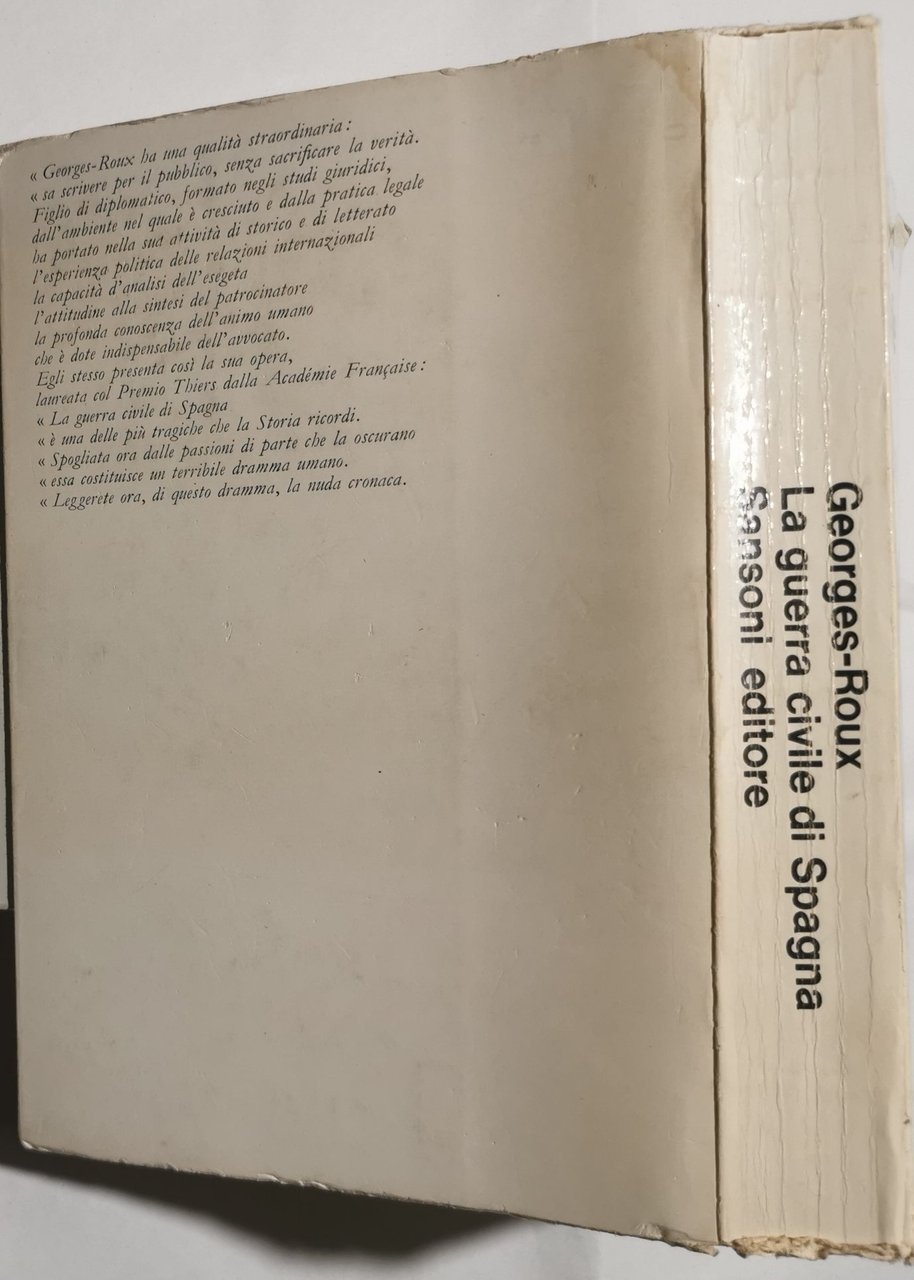 « Georges-Roux ha una qualità straordinaria :
« sa scrivere per il pubblico, senza sacrificare la verità.
Figlio di diplomatico, formato negli studi giuridici,
dall'ambiente nel quale è cresciuto e dalla pratica legale
ha portato nella sua attività di storico e di letterato
l'esperienza politica delle relazioni internazionali
la capacità d'analisi dell'esegeta
l'attitudine alla sintesi del patrocinatore
la profonda conoscenza dell'animo umano
che è dote indispensabile dell'avvocato.
Egli stesso presenta così la sua opera,
laureata col Premio Thiers dalla Académie Française :
« La guerra civile di Spagna
« è una delle più tragiche che la Storia ricordi.
« Spogliata ora dalle passioni di parte che la oscurano
« essa costituisce un terribile dramma umano.
« Leggerete ora, di questo dramma, la nuda cronaca.
Georges-Roux
La guerra civile di Spagna
Sansoni editore